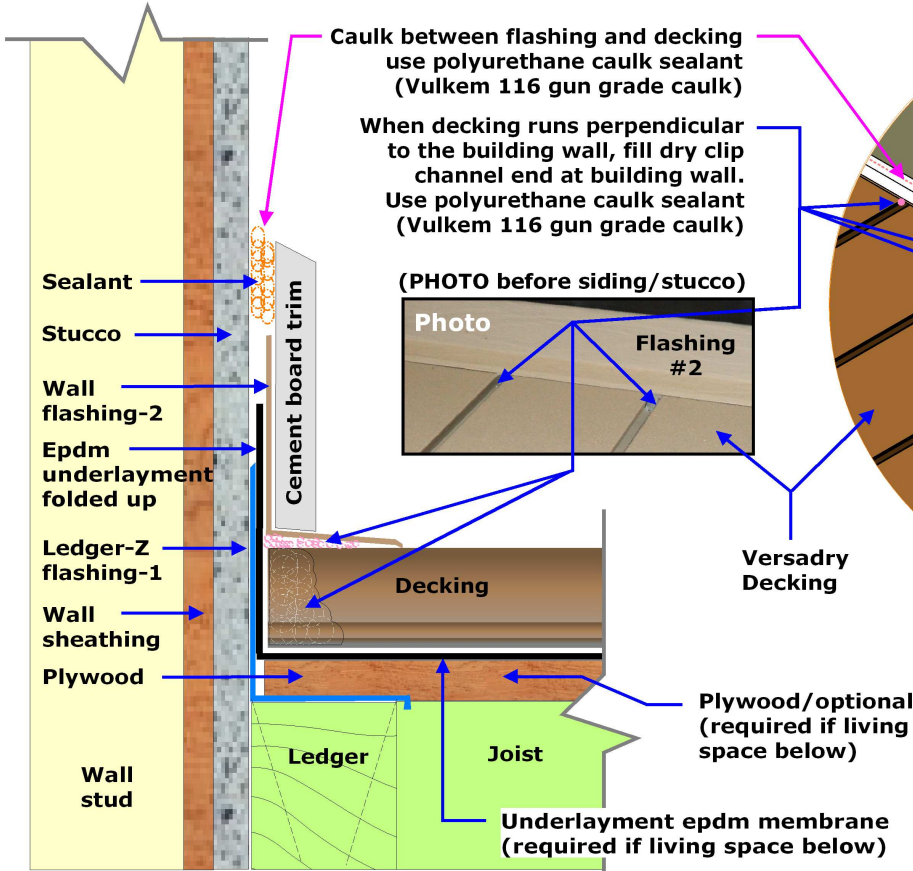 Caulk between flashing and decking
use polyurethane caulk sealant
(Vulkem 116 gun grade caulk)
When decking runs perpendicular
to the building wall, fill dry clip
channel end at building wall.
Use polyurethane caulk sealant
(Vulkem 116 gun grade caulk)
(PHOTO before siding/stucco)
Photo
Flashing
#2
Sealant
Stucco
Wall
flashing-2
Epdm
underlayment
folded up
Ledger-Z
flashing-1
Wall
sheathing
Plywood
Cement board trim
Decking
Versadry
Decking
Plywood/optional
(required if living
space below)
Ledger
Joist
Wall
stud
Underlayment epdm membrane
(required if living space below)